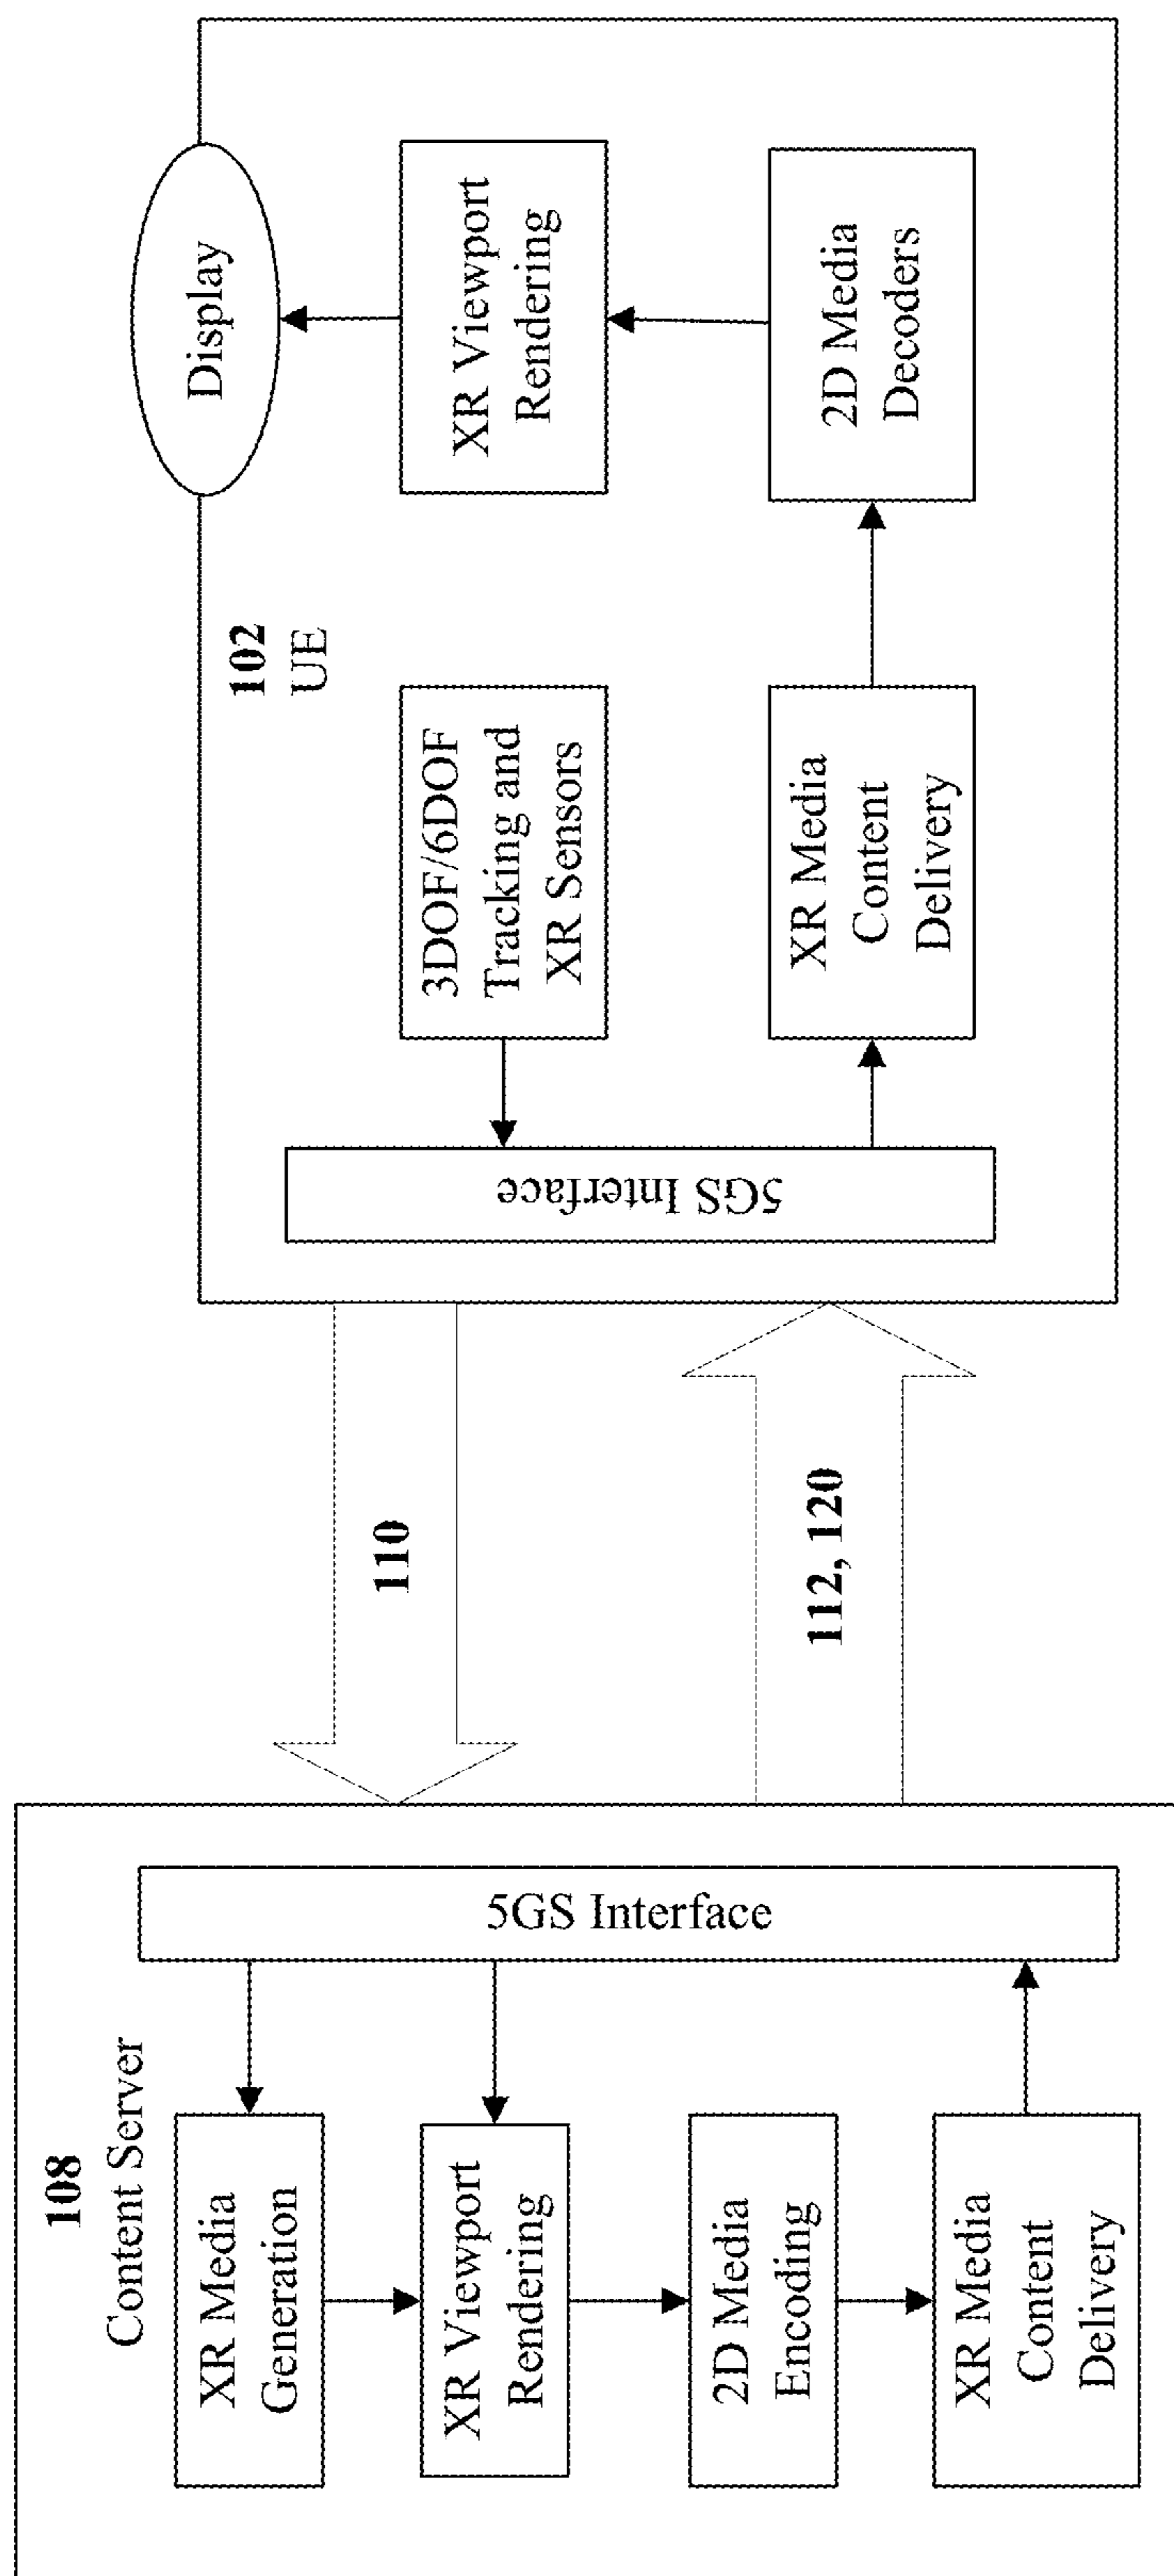 108
Content Server
XR Media
Generation
XR Viewport
Rendering
2D Media
Encoding
XR Media
Content
Delivery
5GS Interface
110
112, 120
102
UE
5GS Interface
3DOF/6DOF
Tracking and
XR Sensors
XR Media
Content
Delivery
Display
XR Viewport
Rendering
2D Media
Decoders